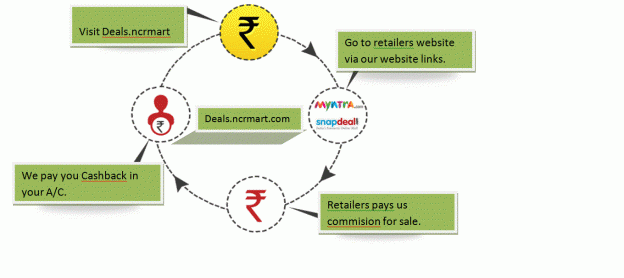 Visit Deals.ncrmart
₹
Go to retailers website
via our website links.
MYNTRA.com
snapdeal
Deals.ncrmart.com
₹
We pay you Cashback in
your A/C.
₹
Retailers pays us
commision for sale.